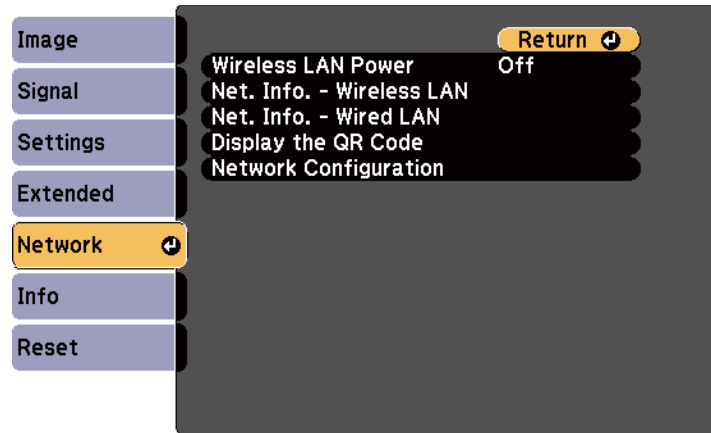 Image
Signal
Settings
Extended
Network
Info
Reset
Return
Wireless LAN Power Off
Net. Info. - Wireless LAN
Net. Info. - Wired LAN
Display the QR Code
Network Configuration